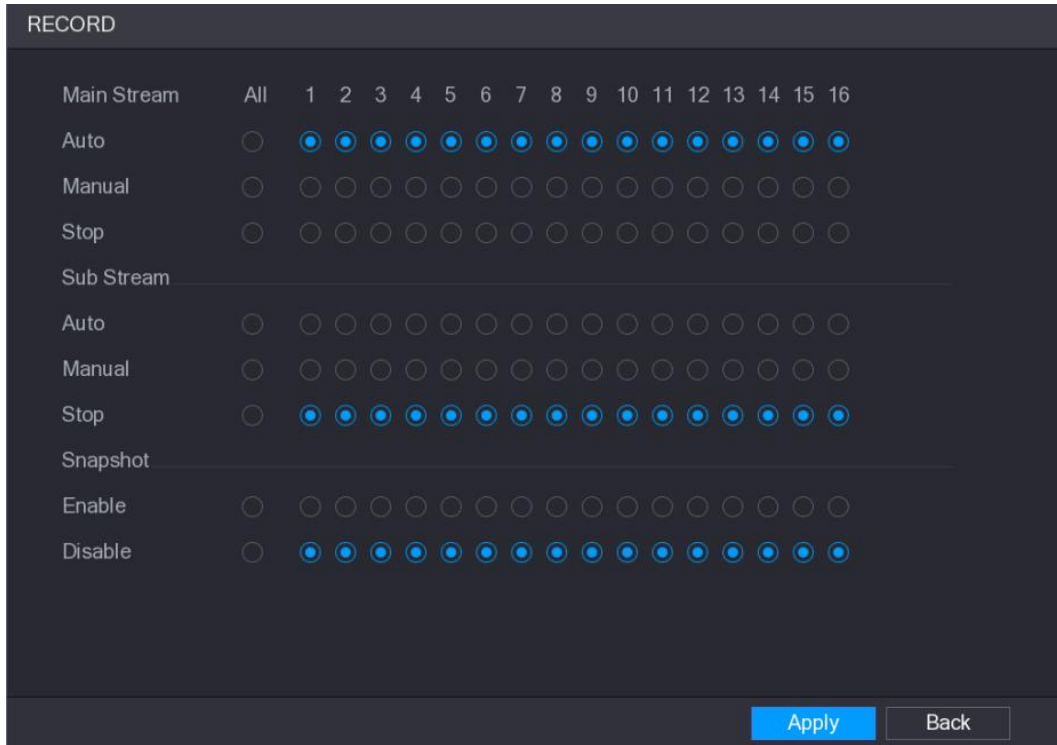 RECORD
Main Stream All 1 2 3 4 5 6 7 8 9 10 11 12 13 14 15 16
Auto
Manual
Stop
Sub Stream
Auto
Manual
Stop
Snapshot
Enable
Disable
Apply Back